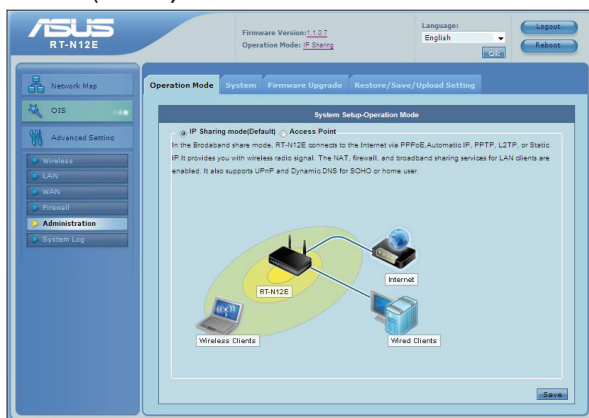 ASUS
RT-N12E
Firmware Version:1.1.0.7
Operation Mode: IP Sharing
Language:
English
OK
Logout
Reboot
Network Map
OIS
Advanced Setting
Wireless
LAN
WAN
Firewall
Administration
System Log
Operation Mode System Firmware Upgrade Restore/Save/Upload Setting
System Setup-Operation Mode
IP Sharing mode(Default) Access Point
In the Brodaband share mode, RT-N12E connects to the Internet via PPPoE,Automatic IP, PPTP, L2TP, or Static
IP.It provides you with wireless radio signal. The NAT, firewall, and broadband sharing services for LAN clients are
enabled. It also supports UPnP and Dynamic DNS for SOHO or home user.
Internet
RT-N12E
Wireless Clients
Wired Clients
Save